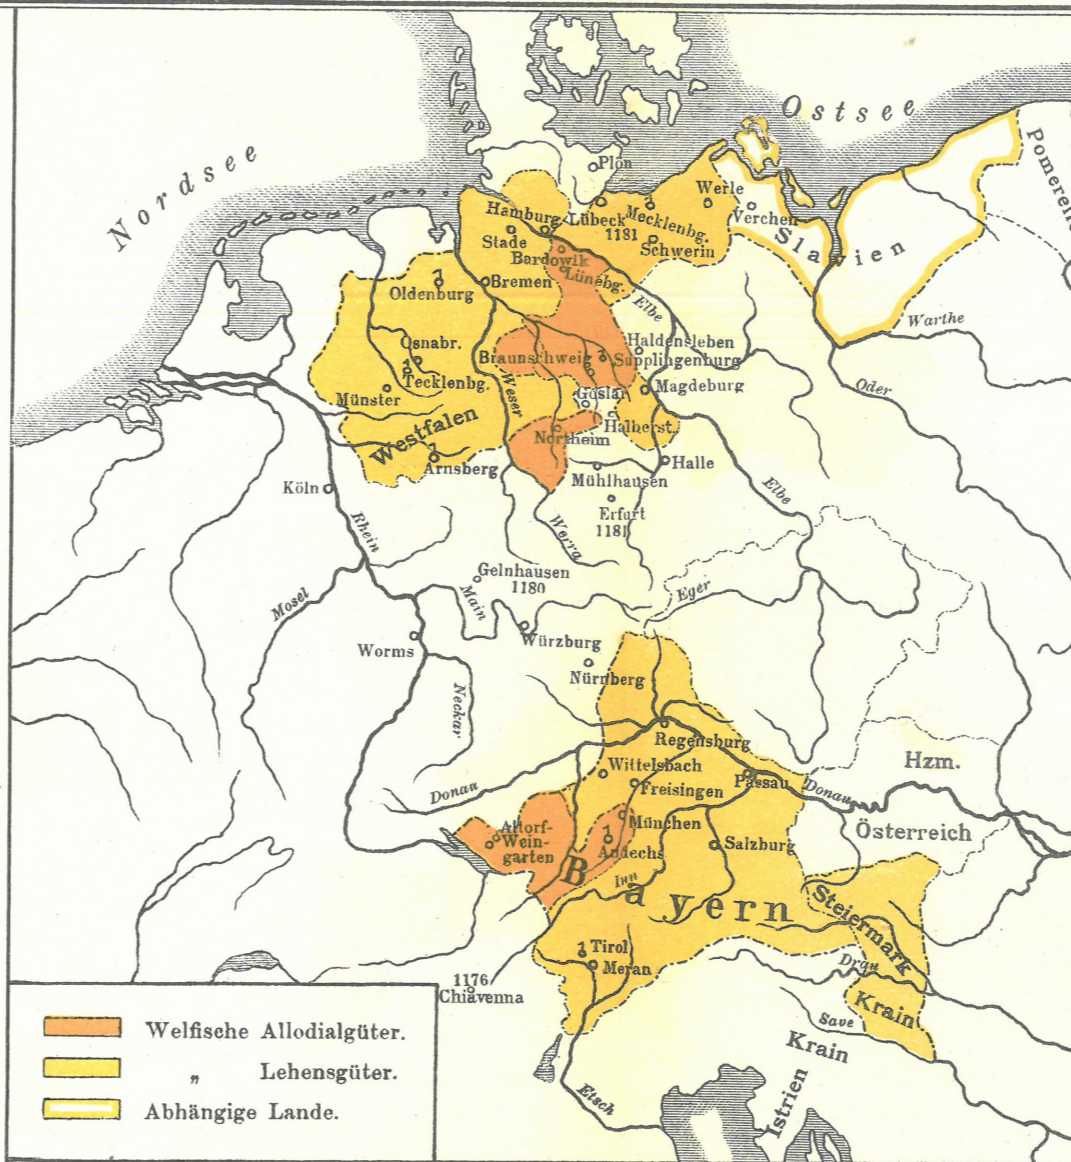 Nordsee
Ostsee
Pomerell
Plön
Werle
Verchen
Slavien
Hamburg
Lübeck
1181
Mecklenbg.
Schwerin
Stade
Bardowik
Lünebg.
Oldenburg
Bremen
Elbe
Warthe
Oder
Osnabr.
Tecklenbg.
Münster
Westfalen
Arnsberg
Weser
Braunschweig
Haldensleben
Supplingenburg
Magdeburg
Goslar
Halberst.
Northeim
Halle
Mühlhausen
Erfurt
1181
Elbe
Köln
Rhein
Werra
Gelnhausen
1180
Mosel
Main
Eger
Worms
Würzburg
Nürnberg
Neckar
Regensburg
Wittelsbach
Freisingen
Passau
Donau
Donau
Hzm.
Österreich
Altorf-
Wein-
garten
München
Andechs
Salzburg
Inn
Bayern
Steiermark
Tirol
Meran
Drau
1176
Chiavenna
Krain
Save
Krain
Etsch
Istrien
Welfische Allodialgüter.
„ Lehensgüter.
Abhängige Lande.